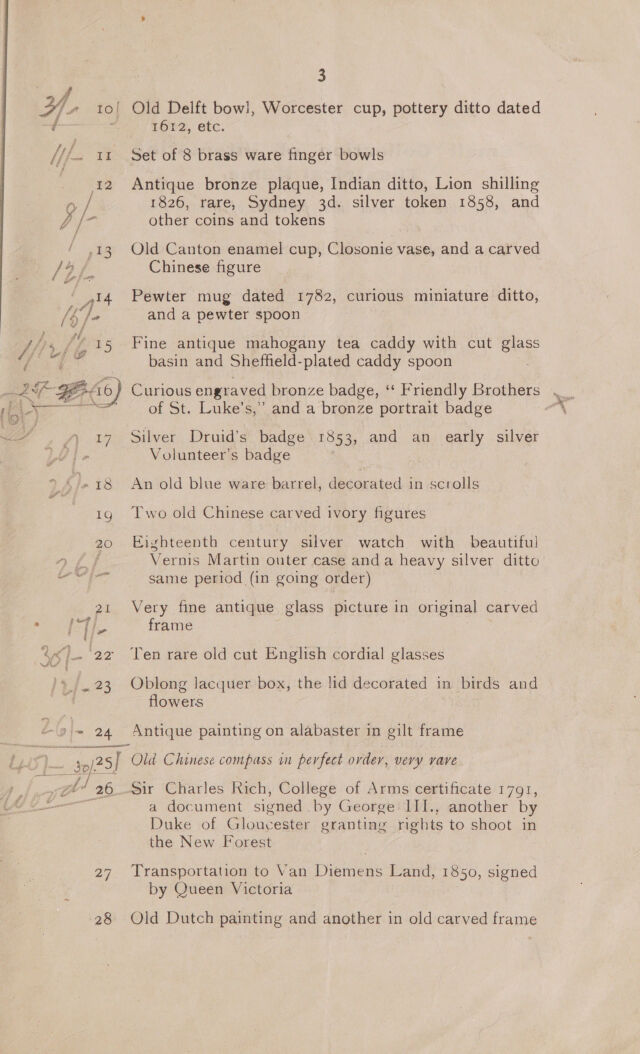 3
10 Old Delft bowl, Worcester cup, pottery ditto dated
1612, etc.
11 Set of 8 brass ware finger bowls
12 Antique bronze plaque, Indian ditto, Lion shilling
1826, rare, Sydney 3d. silver token 1858, and
other coins and tokens
13 Old Canton enamel cup, Closonie vase, and a carved
Chinese figure
14 Pewter mug dated 1782, curious miniature ditto,
and a pewter spoon
15 Fine antique mahogany tea caddy with cut glass
basin and Sheffield-plated caddy spoon
16 Curious engraved bronze badge, “ Friendly Brothers
of St. Luke’s,” and a bronze portrait badge
17 Silver Druid’s badge 1853, and an early silver
Volunteer’s badge
18 An old blue ware barrel, decorated in scrolls
19 Two old Chinese carved ivory figures
20 Eighteenth century silver watch with beautiful
Vernis Martin outer case and a heavy silver ditto
26/-
same period (in going order)
21 Very fine antique glass picture in original carved
17/-
frame
22 Ten rare old cut English cordial glasses
23 Oblong lacquer box, the lid decorated in birds and
flowers
24 Antique painting on alabaster in gilt frame
30/ 25 Old Chinese compass in perfect order, very rare
26 Sir Charles Rich, College of Arms certificate 1791,
a document signed by George III., another by
Duke of Gloucester granting rights to shoot in
the New Forest
27 Transportation to Van Diemens Land, 1850, signed
by Queen Victoria
28 Old Dutch painting and another in old carved frame